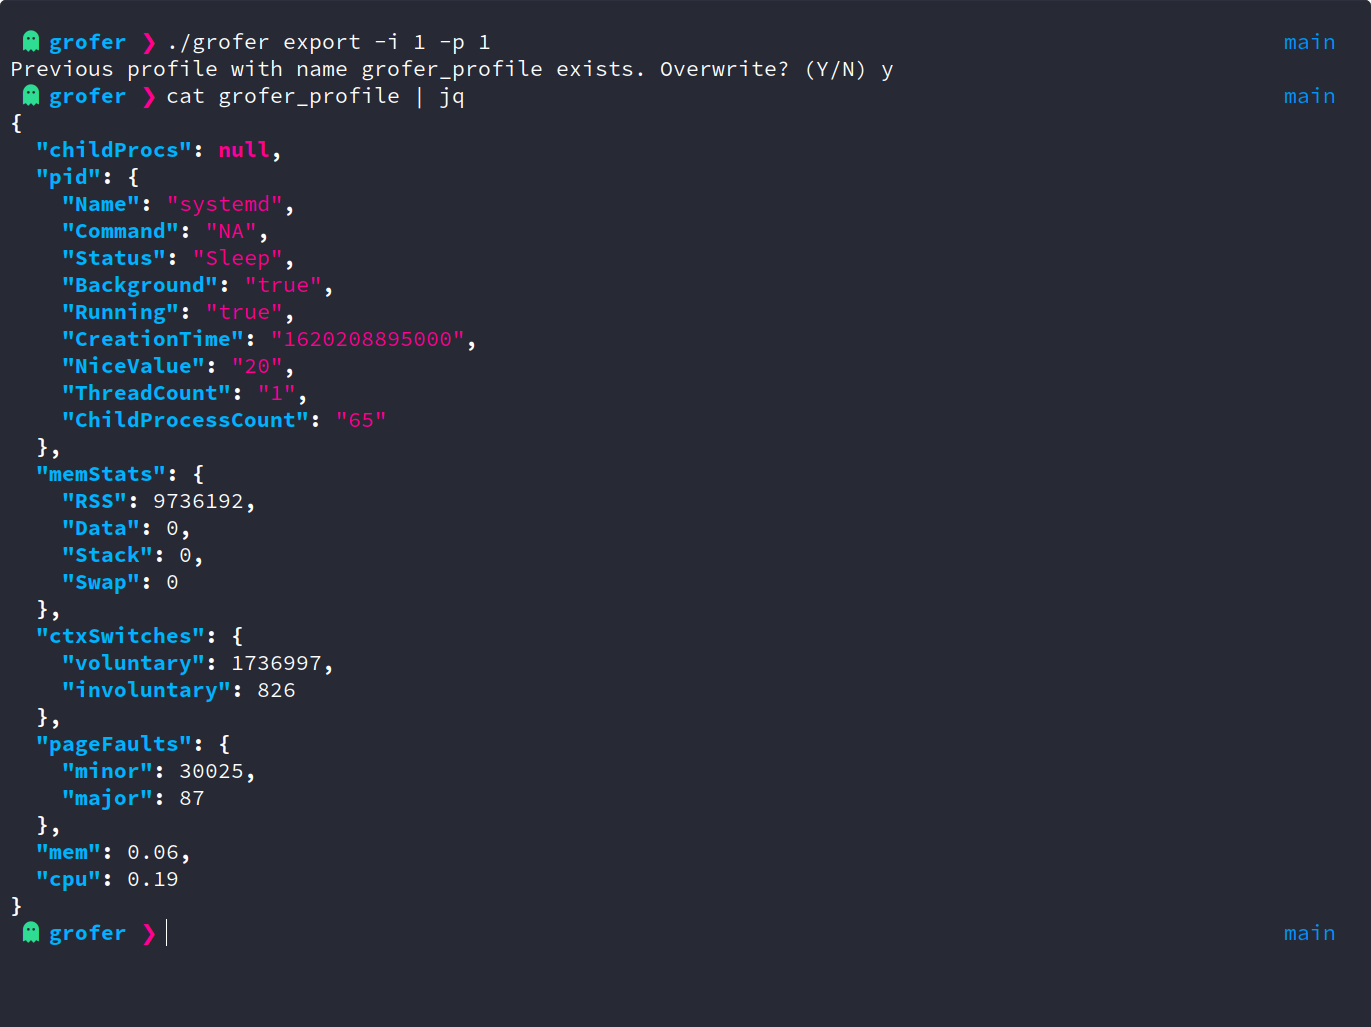 grofer ❯ ./grofer export -i 1 -p 1 main
Previous profile with name grofer_profile exists. Overwrite? (Y/N) y
grofer ❯ cat grofer_profile | jq main
{
  "childProcs": null,
  "pid": {
    "Name": "systemd",
    "Command": "NA",
    "Status": "Sleep",
    "Background": "true",
    "Running": "true",
    "CreationTime": "1620208895000",
    "NiceValue": "20",
    "ThreadCount": "1",
    "ChildProcessCount": "65"
  },
  "memStats": {
    "RSS": 9736192,
    "Data": 0,
    "Stack": 0,
    "Swap": 0
  },
  "ctxSwitches": {
    "voluntary": 1736997,
    "involuntary": 826
  },
  "pageFaults": {
    "minor": 30025,
    "major": 87
  },
  "mem": 0.06,
  "cpu": 0.19
}
grofer ❯ main